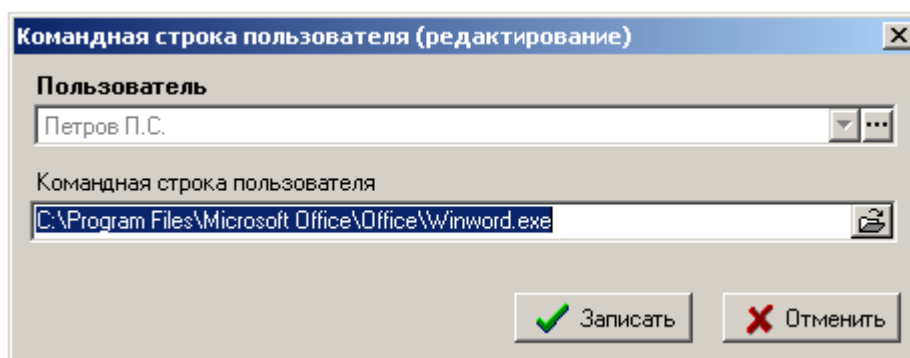 Командная строка пользователя (редактирование)
Пользователь
Петров П.С.
Командная строка пользователя
C:\Program Files\Microsoft Office\Office\Winword.exe
Записать
Отменить